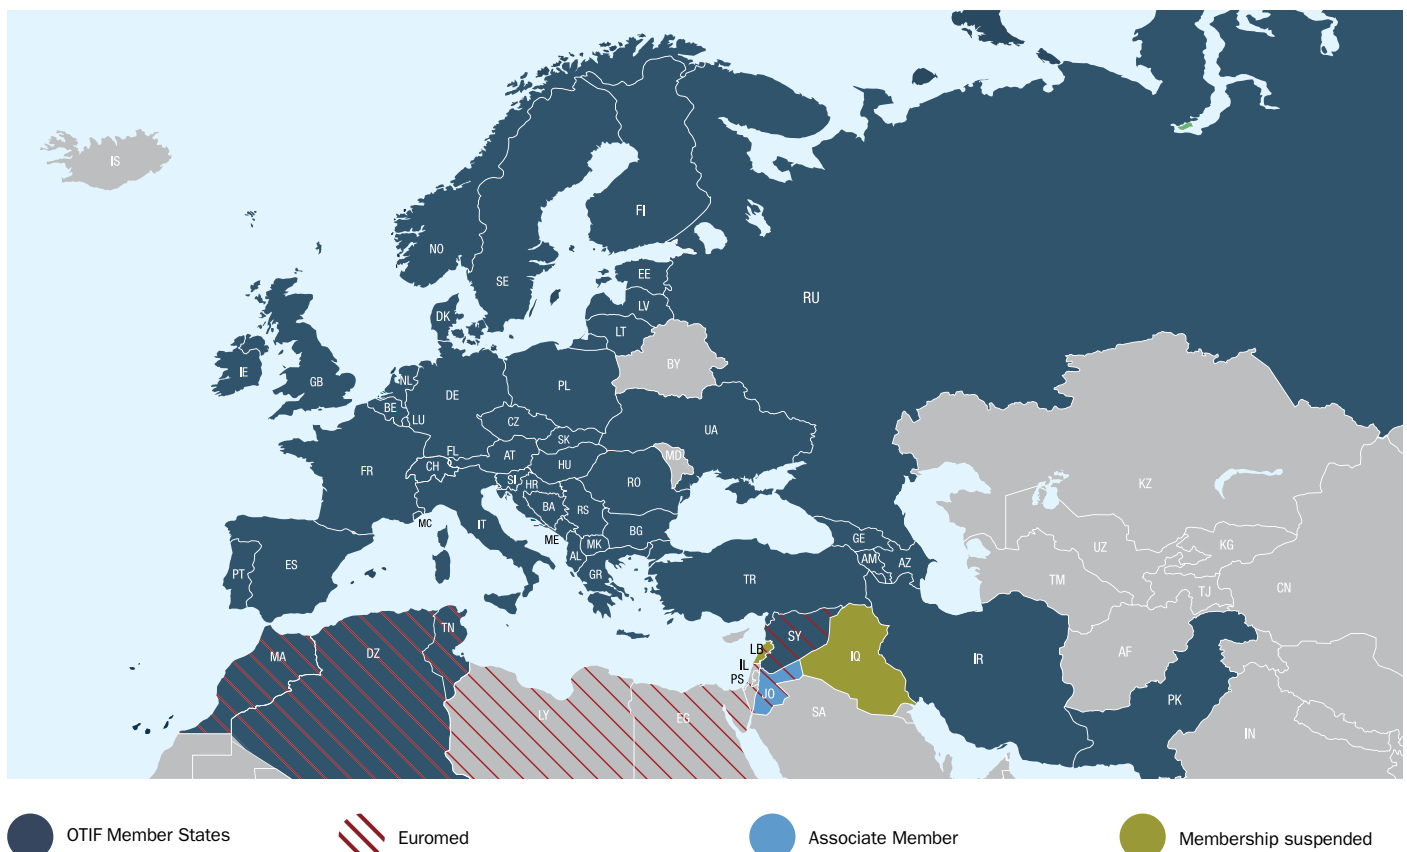 IS
FI
NO
EE
SE
RU
LV
DK
LT
BY
IE
NL
GB
DE
PL
BE
LU
CZ
UA
SK
FL
AT
MD
CH
HU
FR
SI
HR
RO
KZ
BA
RS
MC
IT
BG
ME
GE
MK
KG
UZ
AL
AM
AZ
ES
PT
GR
TR
TM
TJ
CN
TN
SY
MA
DZ
LB
AF
IQ
IR
IL
PS
JO
PK
LY
EG
SA
IN
OTIF Member States
Euromed
Associate Member
Membership suspended